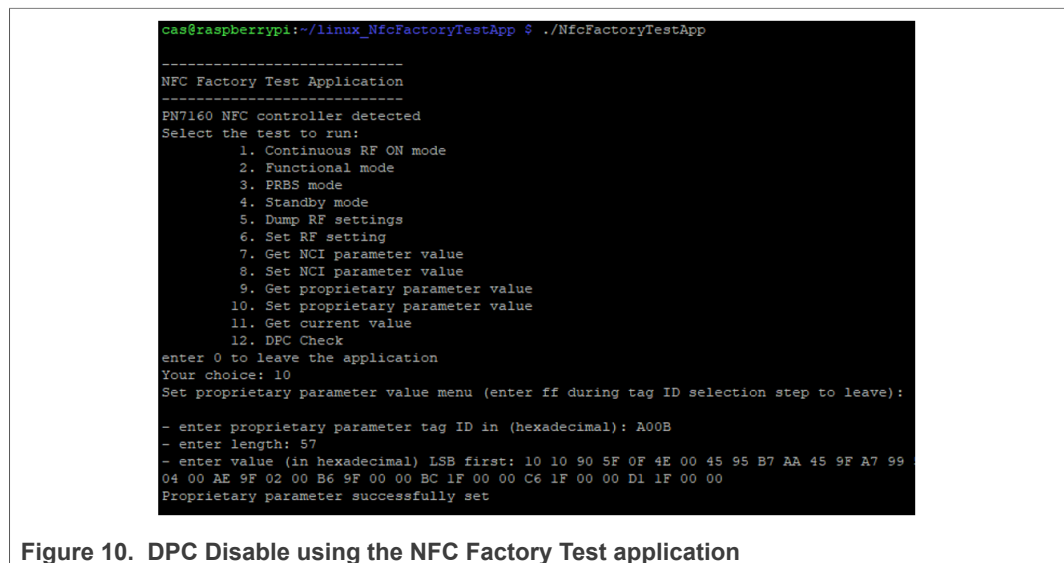 cas@raspberrypi:~/linux_NfcFactoryTestApp $ ./NfcFactoryTestApp
----------------------------
NFC Factory Test Application
----------------------------
PN7160 NFC controller detected
Select the test to run:
1. Continuous RF ON mode
2. Functional mode
3. PRBS mode
4. Standby mode
5. Dump RF settings
6. Set RF setting
7. Get NCI parameter value
8. Set NCI parameter value
9. Get proprietary parameter value
10. Set proprietary parameter value
11. Get current value
12. DPC Check
enter 0 to leave the application
Your choice: 10
Set proprietary parameter value menu (enter ff during tag ID selection step to leave):
- enter proprietary parameter tag ID in (hexadecimal): A00B
- enter length: 57
- enter value (in hexadecimal) LSB first: 10 10 90 5F 0F 4E 00 45 95 B7 AA 45 9F A7 99
04 00 AE 9F 02 00 B6 9F 00 00 BC 1F 00 00 C6 1F 00 00 D1 1F 00 00
Proprietary parameter successfully set
Figure 10. DPC Disable using the NFC Factory Test application